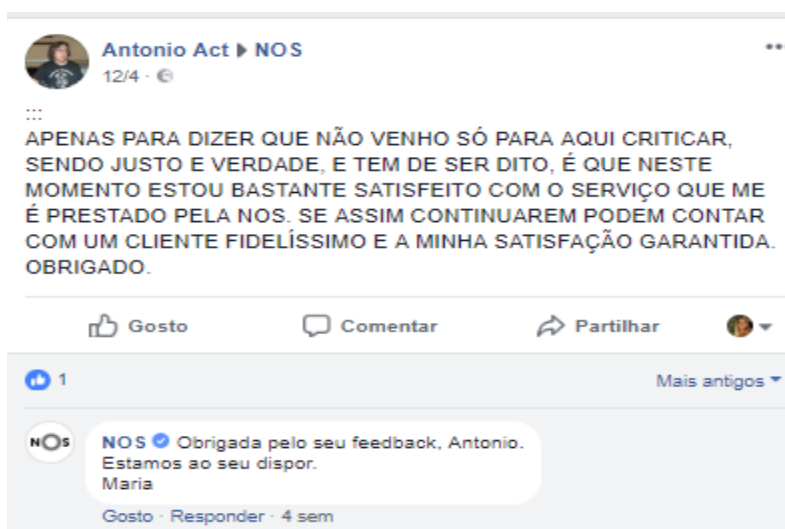 Antonio Act ▸ NOS
12/4 ·
:::
APENAS PARA DIZER QUE NÃO VENHO SÓ PARA AQUI CRITICAR,
SENDO JUSTO E VERDADE, E TEM DE SER DITO, É QUE NESTE
MOMENTO ESTOU BASTANTE SATISFEITO COM O SERVIÇO QUE ME
É PRESTADO PELA NOS. SE ASSIM CONTINUAREM PODEM CONTAR
COM UM CLIENTE FIDELÍSSIMO E A MINHA SATISFAÇÃO GARANTIDA.
OBRIGADO.
Gosto Comentar Partilhar
1 Mais antigos
NOS
NOS Obrigada pelo seu feedback, Antonio.
Estamos ao seu dispor.
Maria
Gosto · Responder · 4 sem